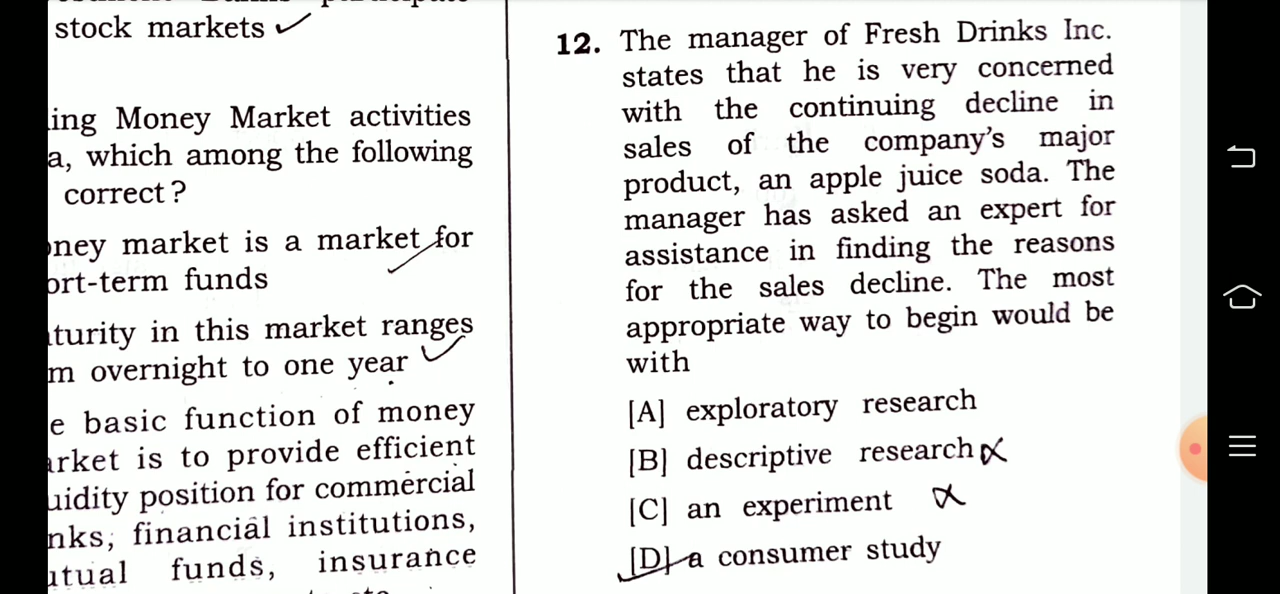 stock markets
ing Money Market activities
a, which among the following
correct ?
ney market is a market for
ort-term funds
turity in this market ranges
m overnight to one year
e basic function of money
arket is to provide efficient
uidity position for commercial
nks, financial institutions,
utual funds, insurance
12. The manager of Fresh Drinks Inc.
states that he is very concerned
with the continuing decline in
sales of the company's major
product, an apple juice soda. The
manager has asked an expert for
assistance in finding the reasons
for the sales decline. The most
appropriate way to begin would be
with
[A] exploratory research
[B] descriptive research
[C] an experiment
[D] a consumer study